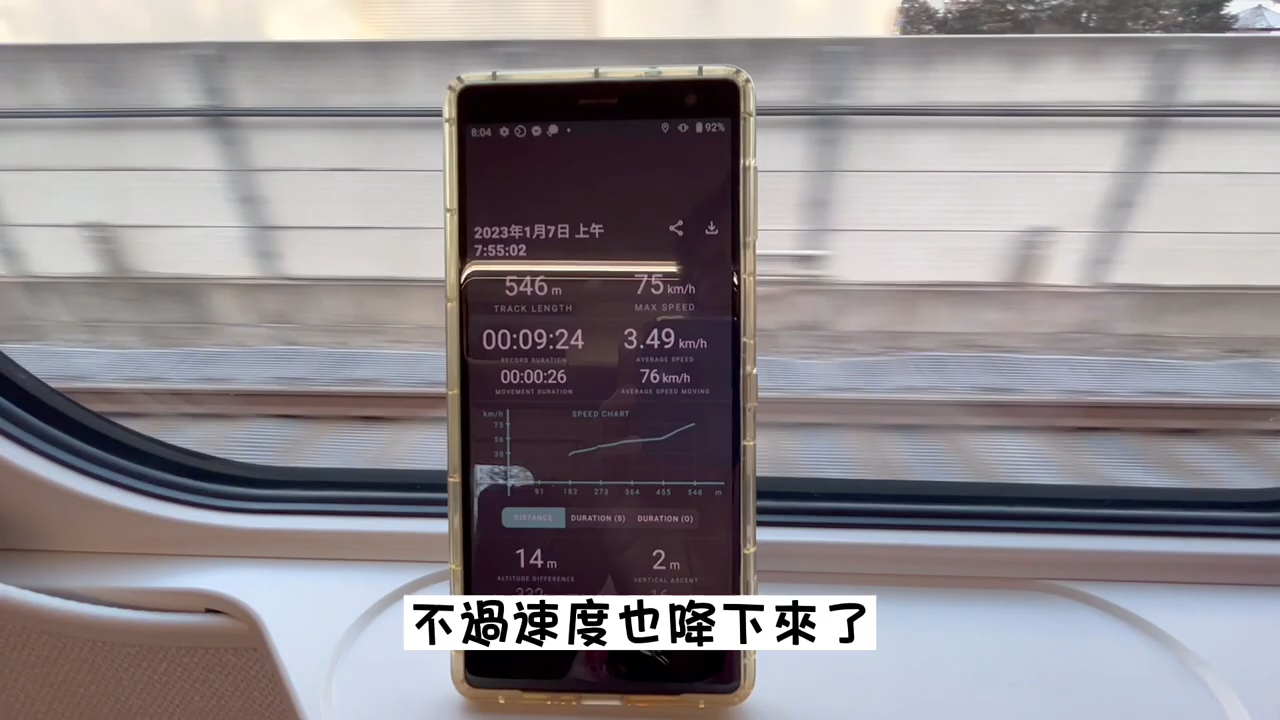 8:04 92%
2023年1月7日 上午
7:55:02
546 m 75 km/h
TRACK LENGTH MAX SPEED
00:09:24 3.49 km/h
RECORD DURATION AVERAGE SPEED
00:00:26 76 km/h
MOVEMENT DURATION AVERAGE SPEED MOVING
km/h SPEED CHART
75
56
38
91 182 273 364 455 546 m
DISTANCE DURATION (S) DURATION (O)
14 m 2 m
ALTITUDE DIFFERENCE VERTICAL ASCENT
不過速度也降下來了